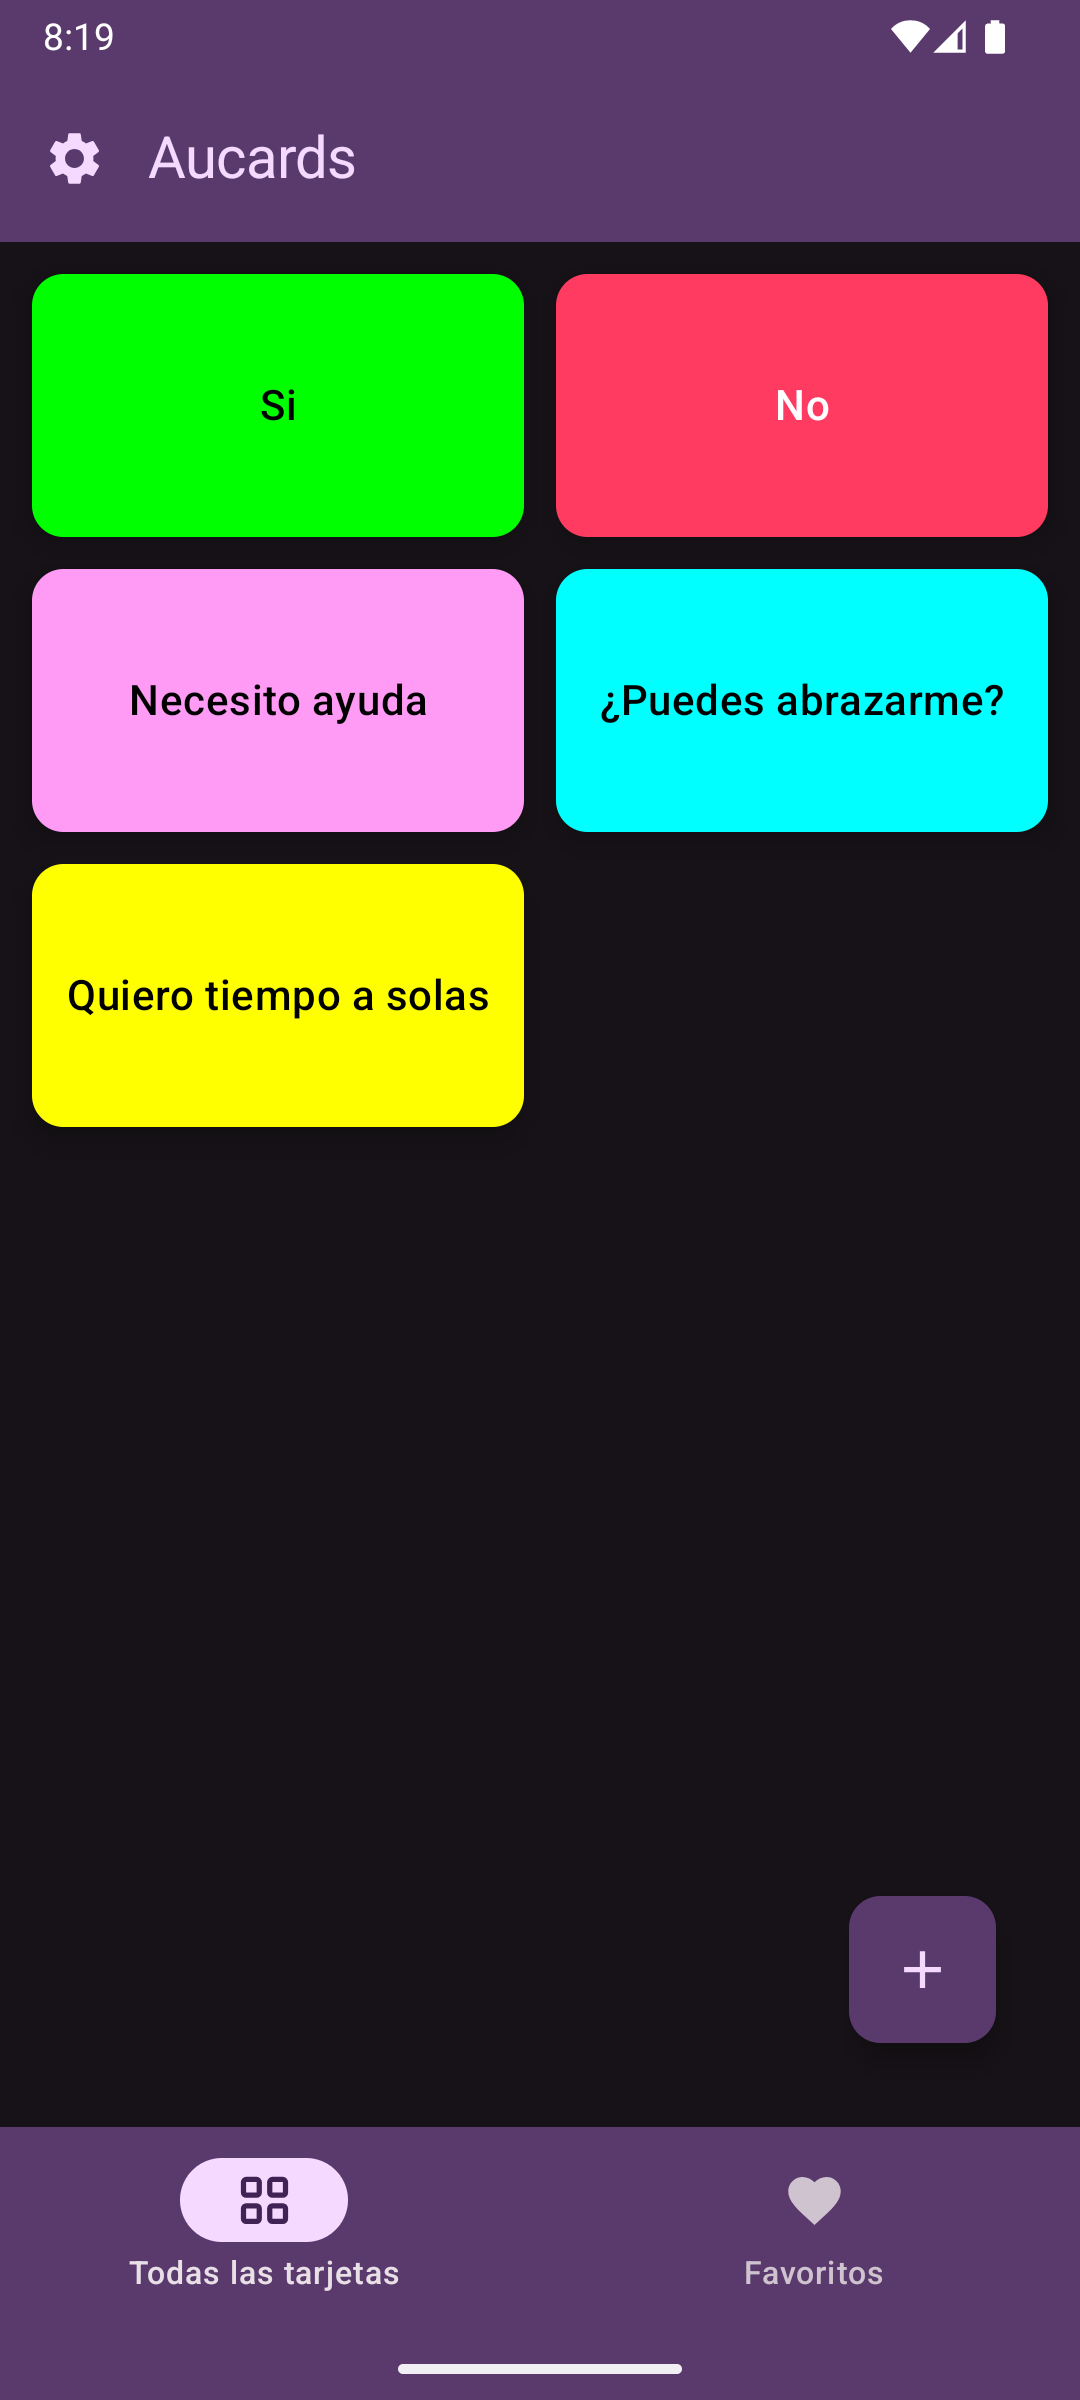 8:19
Aucards
Si
No
Necesito ayuda
¿Puedes abrazarme?
Quiero tiempo a solas
Todas las tarjetas
Favoritos